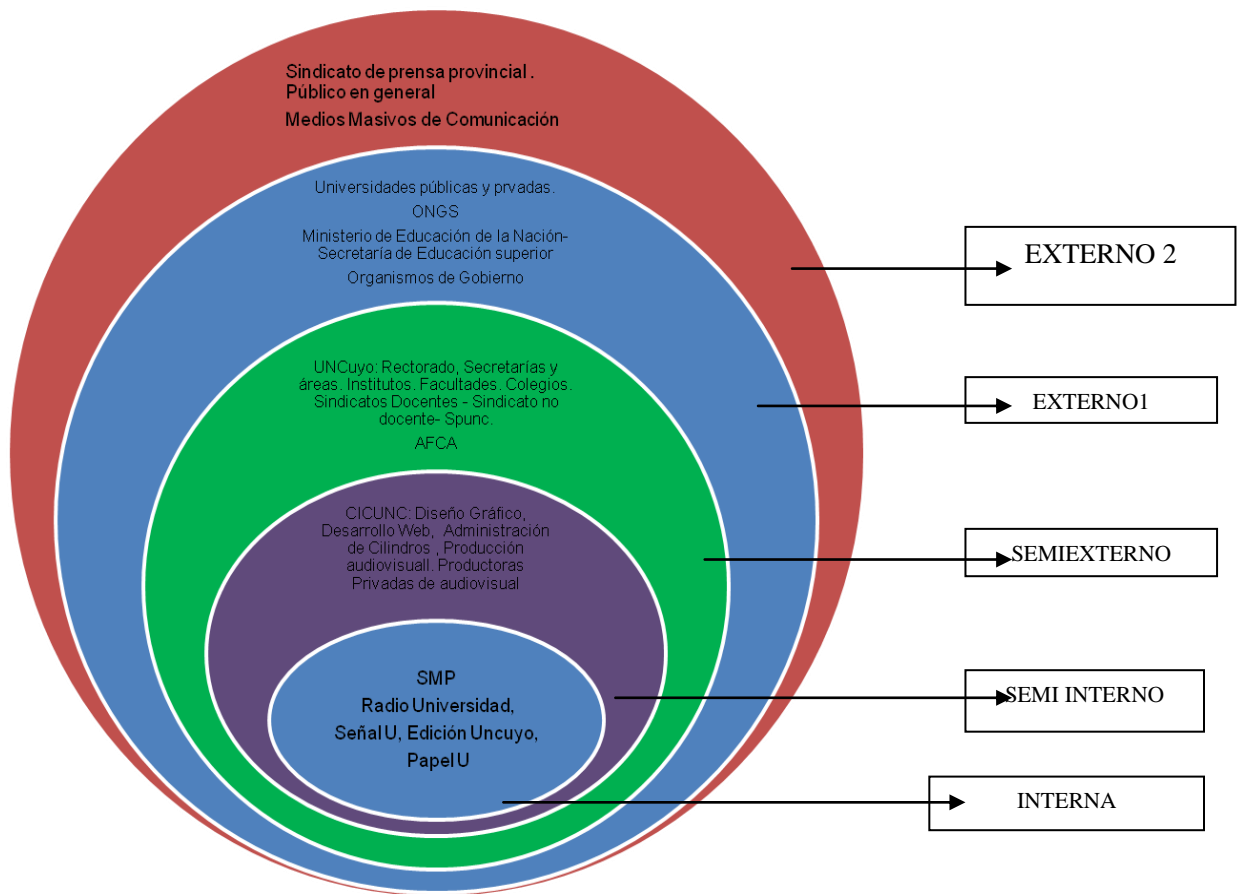 Sindicato de prensa provincial .
Público en general
Medios Masivos de Comunicación
Universidades públicas y prvadas.
ONGS
Ministerio de Educación de la Nación-
Secretaría de Educación superior
Organismos de Gobierno
UNCuyo: Rectorado, Secretarías y
áreas. Institutos. Facultades. Colegios.
Sindicatos Docentes - Sindicato no
docente- Spunc.
AFCA
CICUNC: Diseño Gráfico,
Desarrollo Web, Administración
de Cilindros , Producción
audiovisuall. Productoras
Privadas de audiovisual
SMP
Radio Universidad,
Señal U, Edición Uncuyo,
Papel U
EXTERNO 2
EXTERNO1
SEMIEXTERNO
SEMI INTERNO
INTERNA